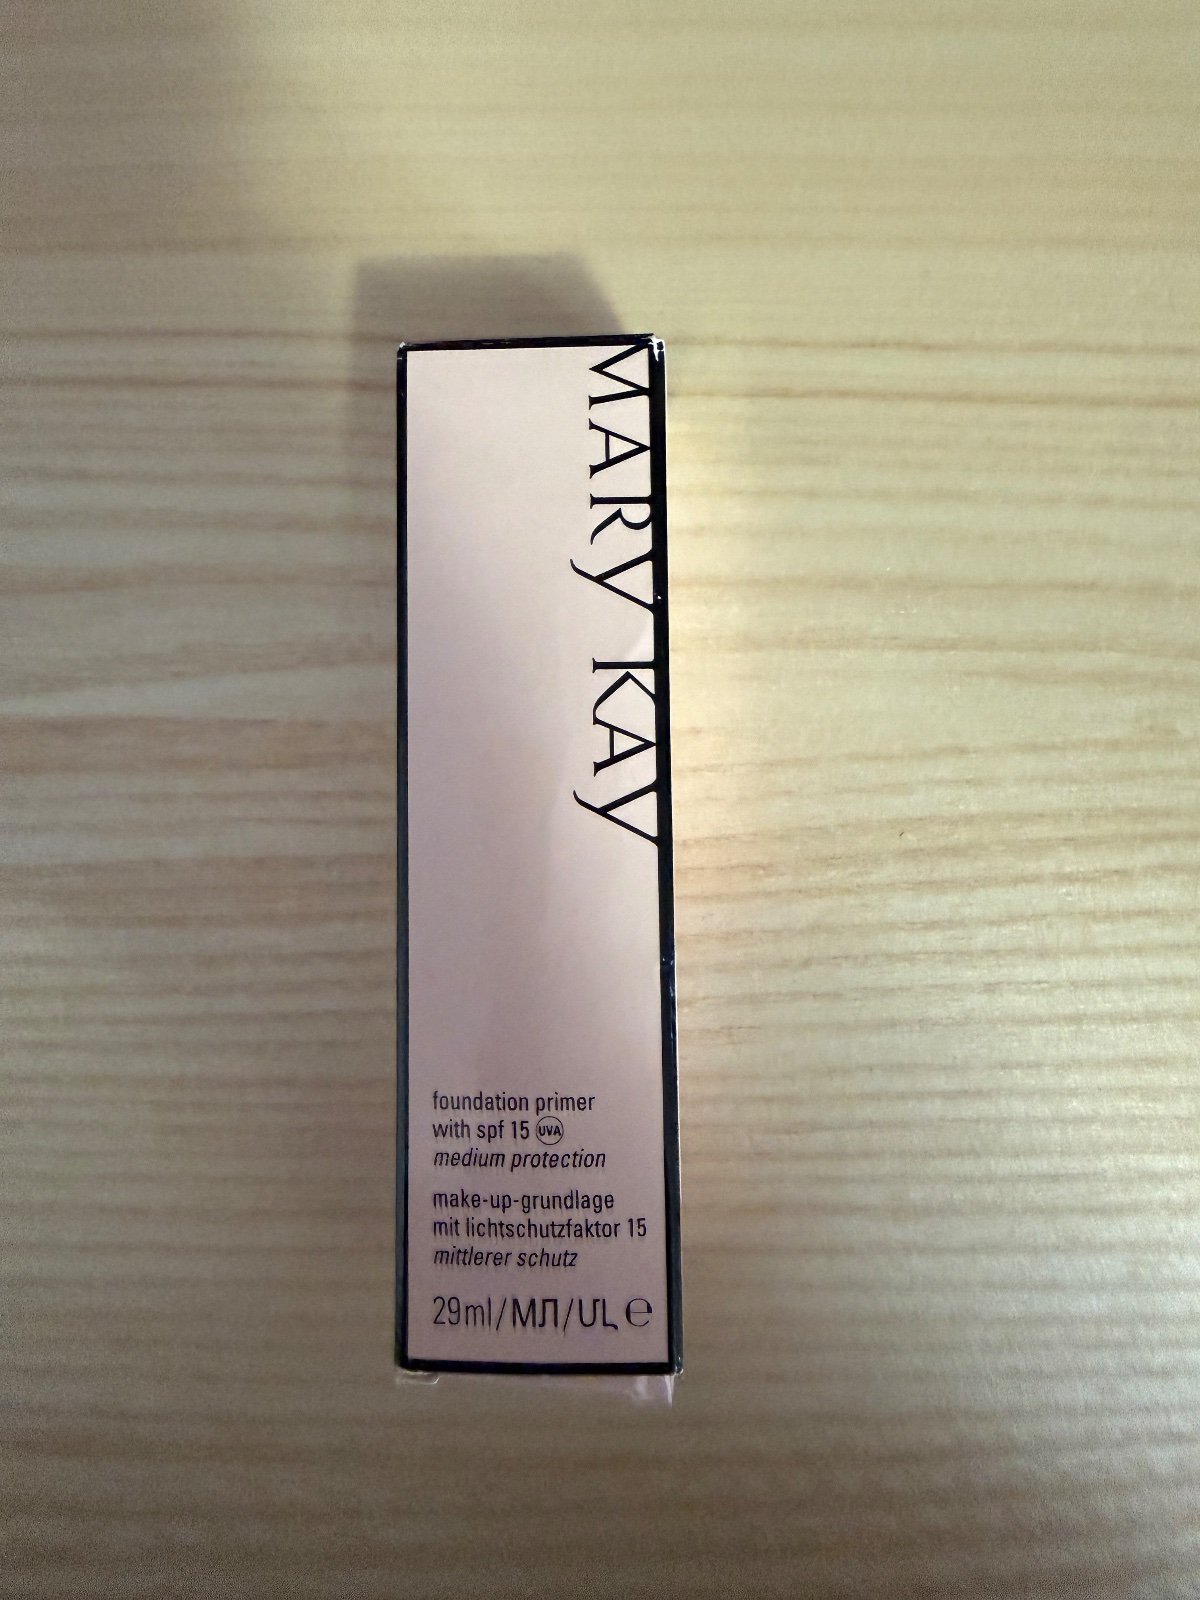 MARY KAY
foundation primer
with spf 15 UVA
medium protection
make-up-grundlage
mit lichtschutzfaktor 15
mittlerer schutz
29ml/МЛ/ՄԼ ℮